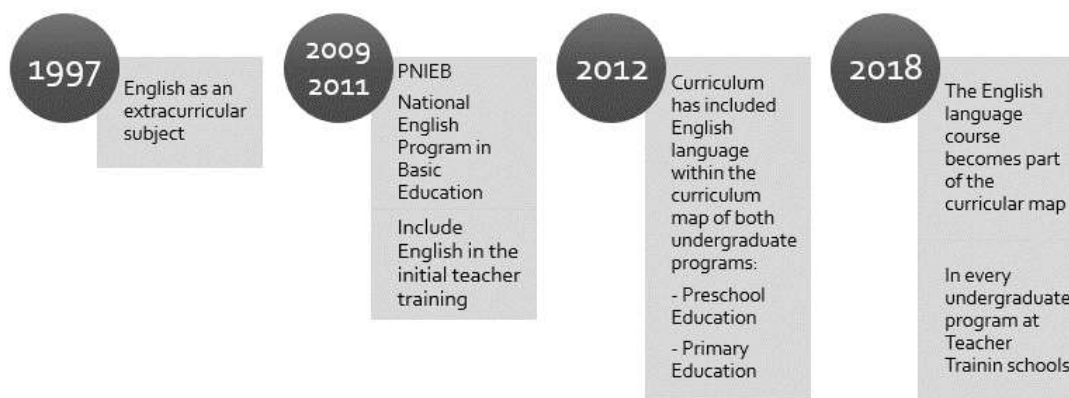 1997
English as an
extracurricular
subject
2009
2011
PNIEB
National
English
Program in
Basic
Education
Include
English in the
initial teacher
training
2012
Curriculum
has included
English
language
within the
curriculum
map of both
undergraduate
programs:
- Preschool
Education
- Primary
Education
2018
The English
language
course
becomes part
of the
curricular map
In every
undergraduate
program at
Teacher
Trainin schools